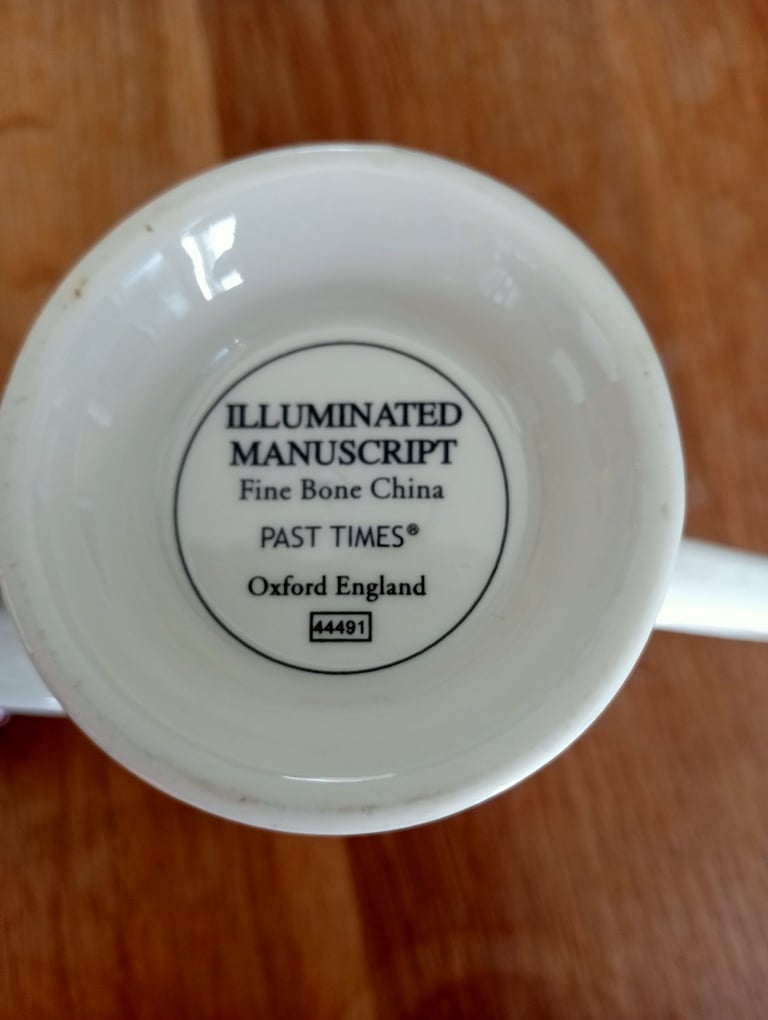 ILLUMINATED
MANUSCRIPT
Fine Bone China
PAST TIMES®
Oxford England
44491